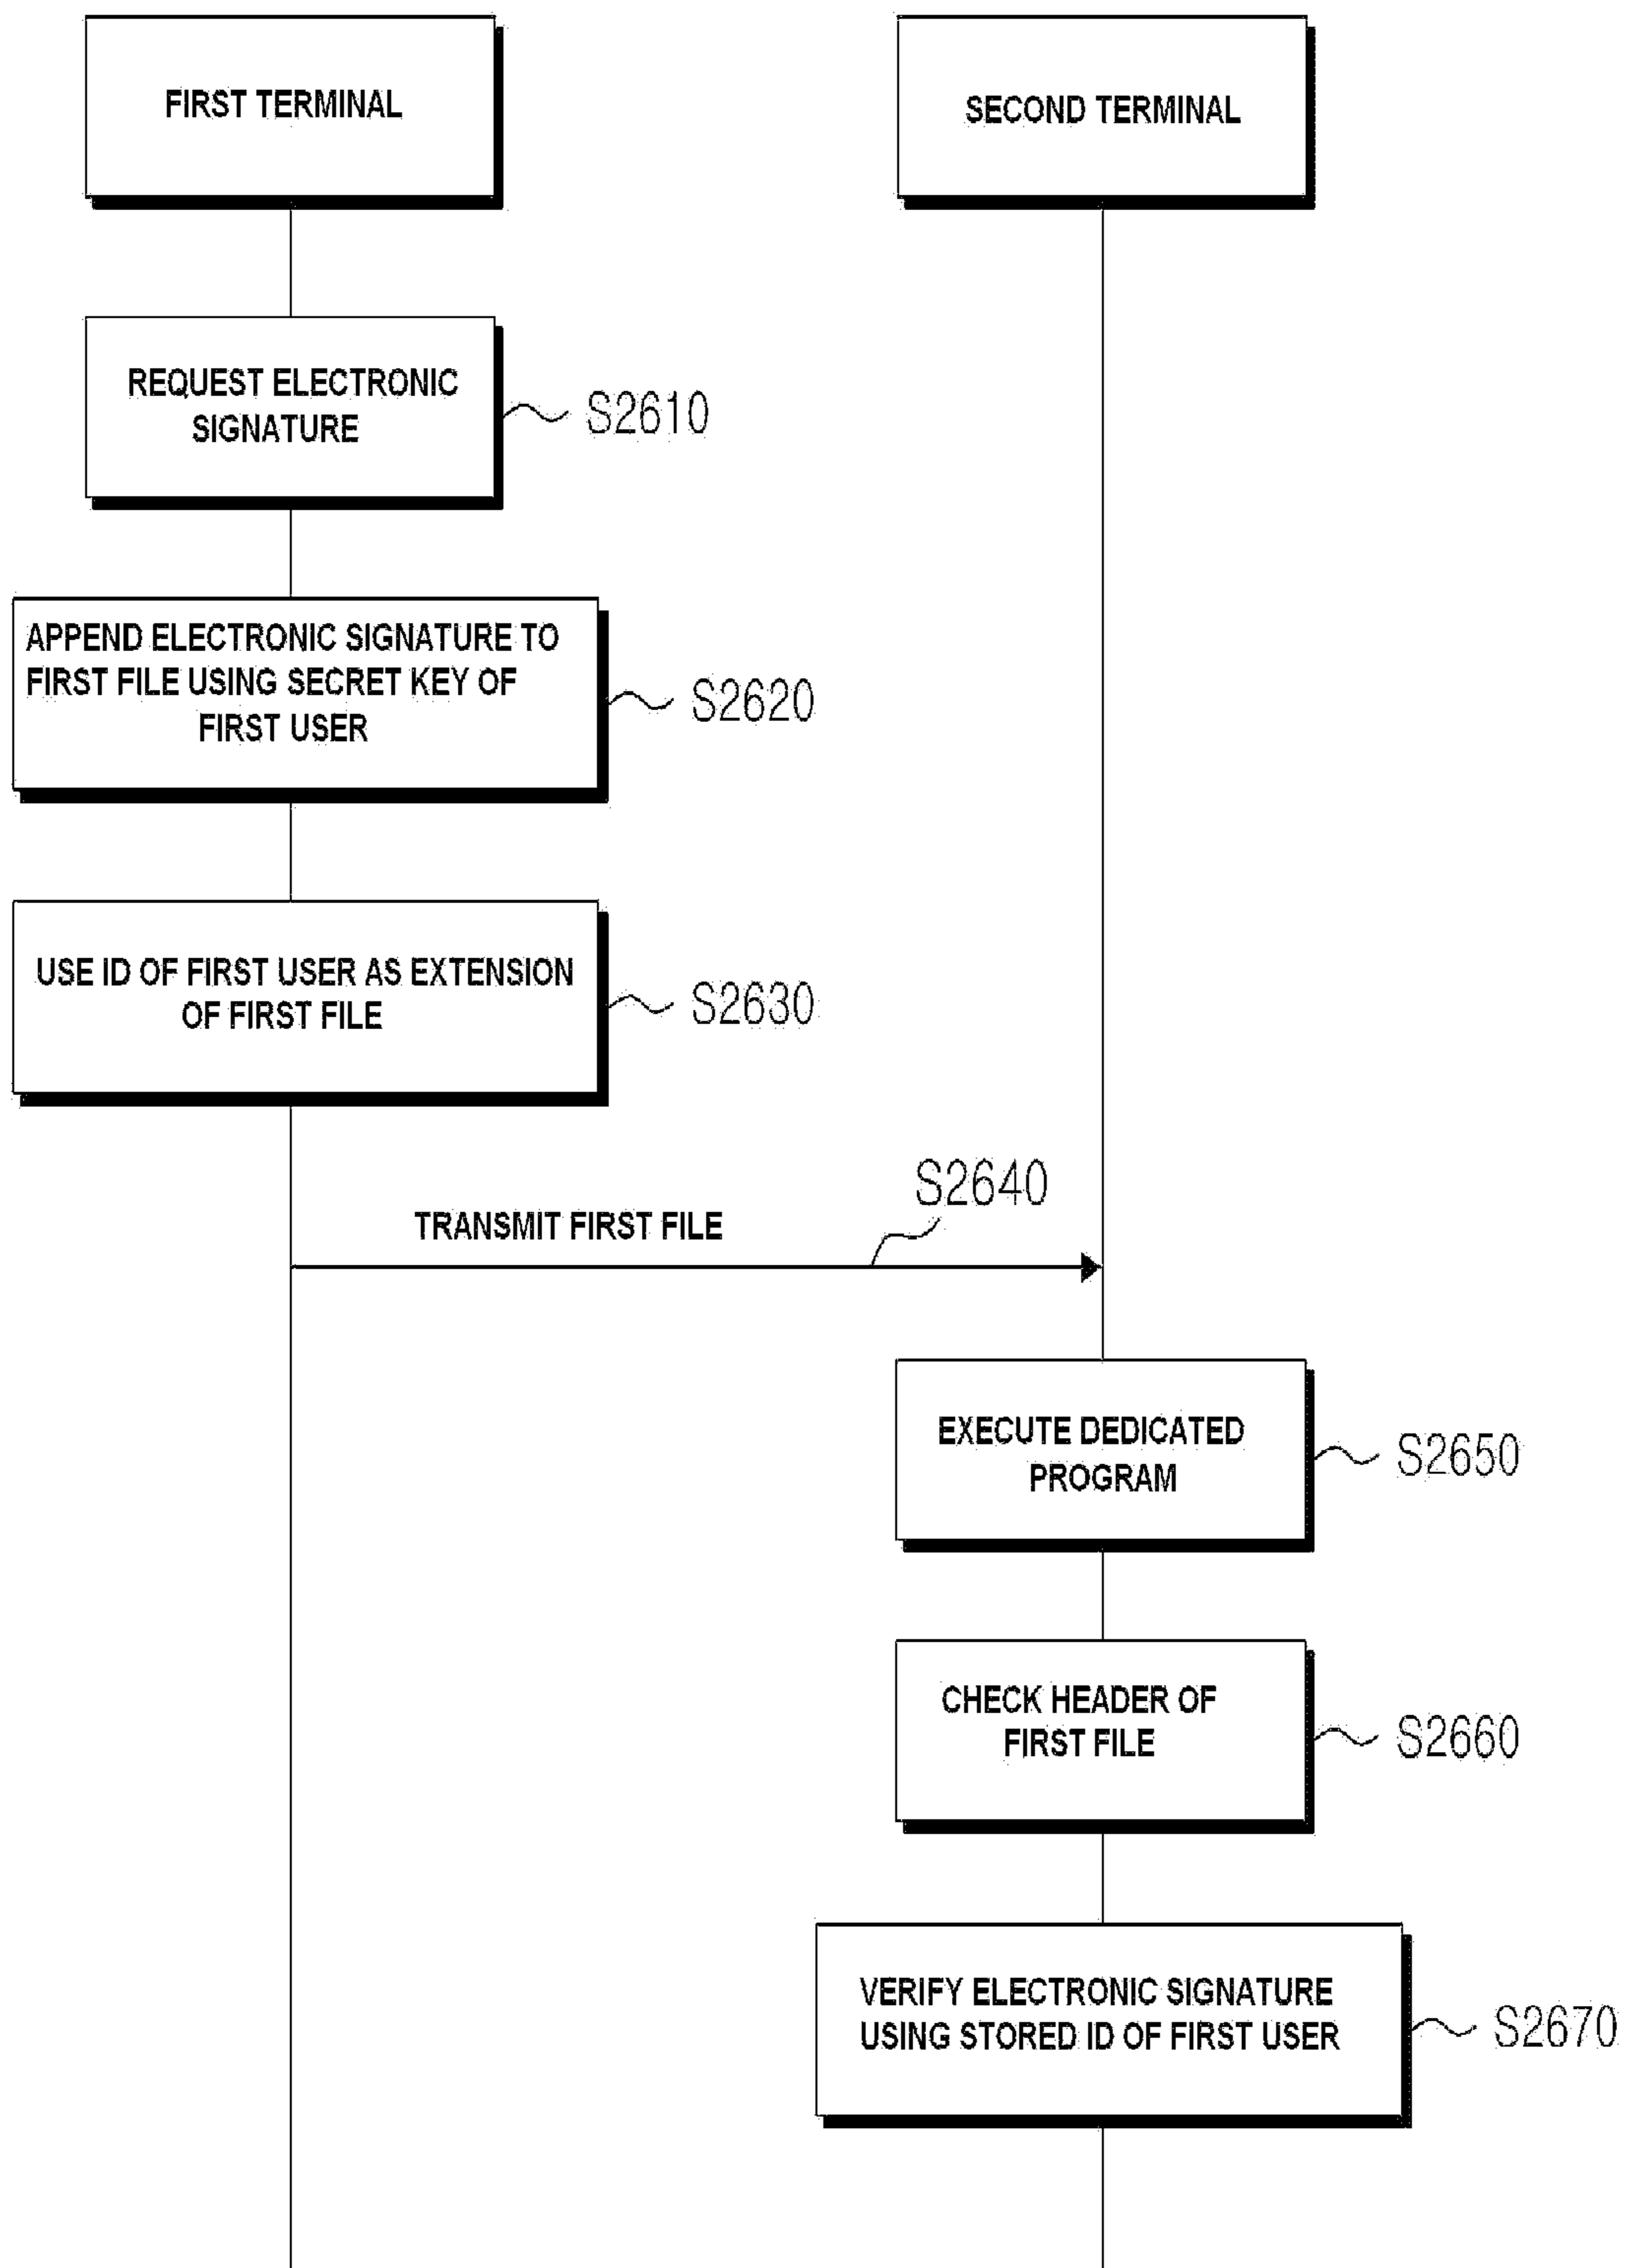 FIRST TERMINAL
SECOND TERMINAL
REQUEST ELECTRONIC
SIGNATURE
S2610
APPEND ELECTRONIC SIGNATURE TO
FIRST FILE USING SECRET KEY OF
FIRST USER
S2620
USE ID OF FIRST USER AS EXTENSION
OF FIRST FILE
S2630
S2640
TRANSMIT FIRST FILE
EXECUTE DEDICATED
PROGRAM
S2650
CHECK HEADER OF
FIRST FILE
S2660
VERIFY ELECTRONIC SIGNATURE
USING STORED ID OF FIRST USER
S2670